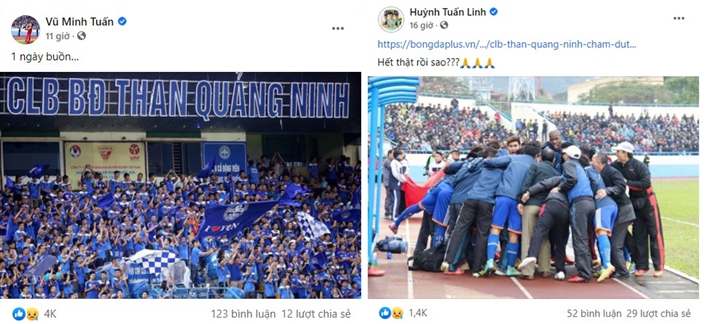 Vũ Minh Tuấn
11 giờ ·
1 ngày buồn...
CLB BĐ THAN QUẢNG NINH
4K
123 bình luận 12 lượt chia sẻ
Huỳnh Tuấn Linh
16 giờ ·
https://bongdaplus.vn/.../clb-than-quang-ninh-cham-dut...
Hết thật rồi sao???🙏🙏🙏
1,4K
52 bình luận 29 lượt chia sẻ